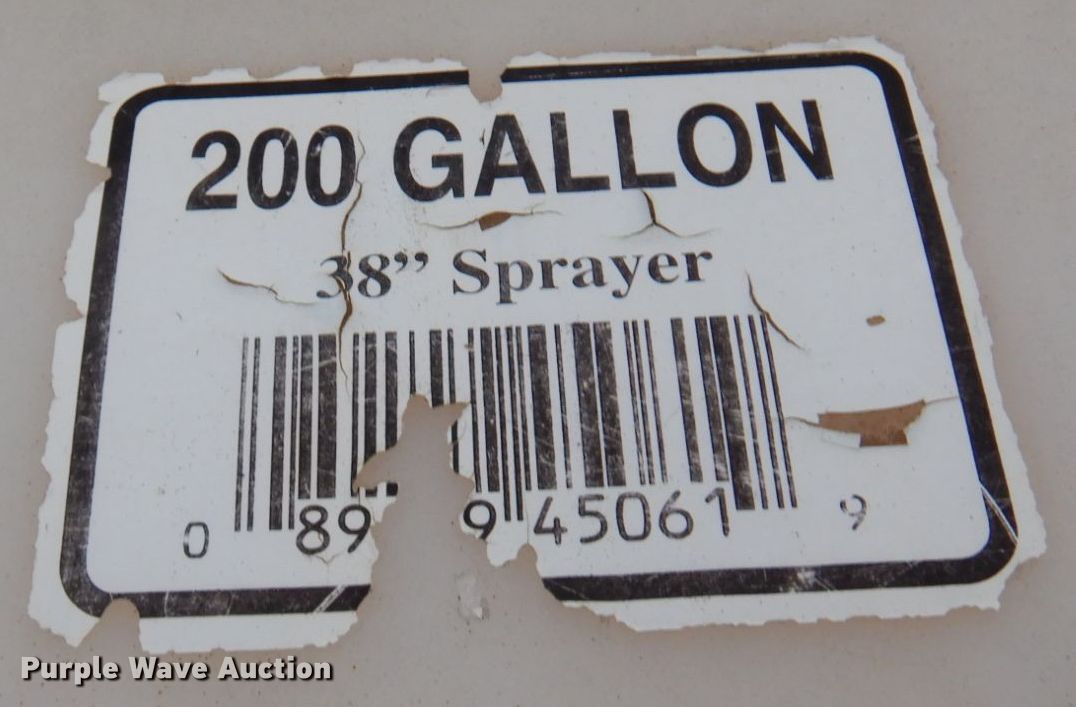 200 GALLON
38” Sprayer
0 89 9 45061 9
Purple Wave Auction